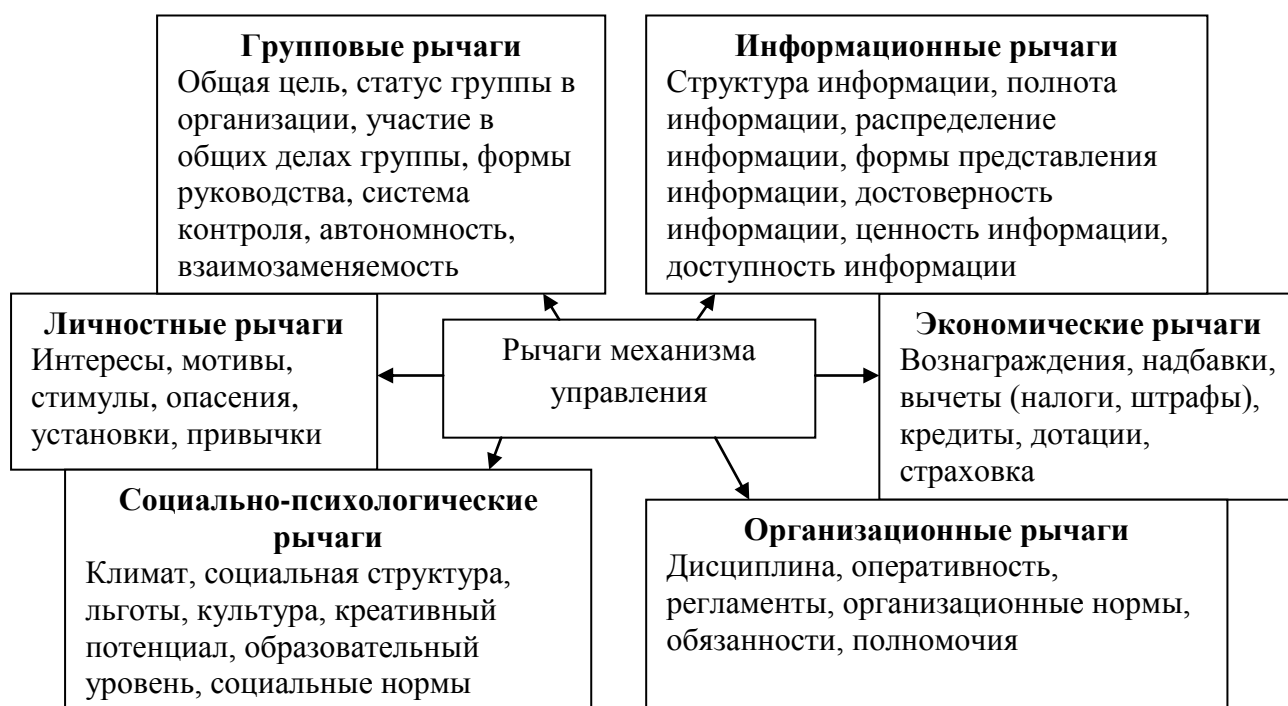 Групповые рычаги
Общая цель, статус группы в
организации, участие в
общих делах группы, формы
руководства, система
контроля, автономность,
взаимозаменяемость
Информационные рычаги
Структура информации, полнота
информации, распределение
информации, формы представления
информации, достоверность
информации, ценность информации,
доступность информации
Личностные рычаги
Интересы, мотивы,
стимулы, опасения,
установки, привычки
Рычаги механизма
управления
Экономические рычаги
Вознаграждения, надбавки,
вычеты (налоги, штрафы),
кредиты, дотации,
страховка
Социально-психологические
рычаги
Климат, социальная структура,
льготы, культура, креативный
потенциал, образовательный
уровень, социальные нормы
Организационные рычаги
Дисциплина, оперативность,
регламенты, организационные нормы,
обязанности, полномочия